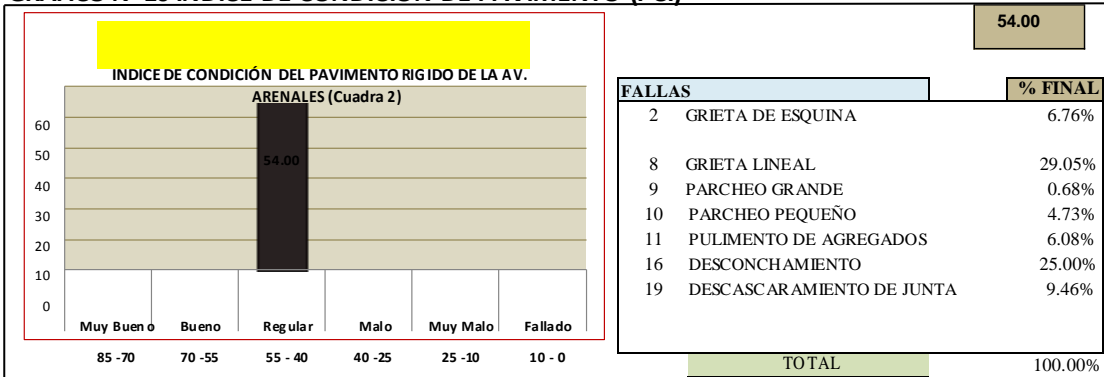 54.00
INDICE DE CONDICIÓN DEL PAVIMENTO RIGIDO DE LA AV.
ARENALES (Cuadra 2)
60
50
40
30
20
10
0
54.00
Muy Bueno Bueno Regular Malo Muy Malo Fallado
85 -70 70 -55 55 - 40 40 -25 25 -10 10 - 0
FALLAS % FINAL
2 GRIETA DE ESQUINA 6.76%
8 GRIETA LINEAL 29.05%
9 PARCHEO GRANDE 0.68%
10 PARCHEO PEQUEÑO 4.73%
11 PULIMENTO DE AGREGADOS 6.08%
16 DESCONCHAMIENTO 25.00%
19 DESCASCARAMIENTO DE JUNTA 9.46%
TOTAL 100.00%